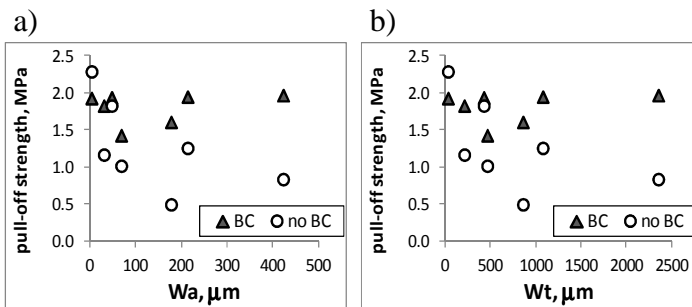 a)
b)
pull-off strength, MPa
2.5
2.0
1.5
1.0
0.5
0.0
BC
no BC
0 100 200 300 400 500
Wa, μm
pull-off strength, MPa
2.5
2.0
1.5
1.0
0.5
0.0
BC
no BC
0 500 1000 1500 2000 2500
Wt, μm